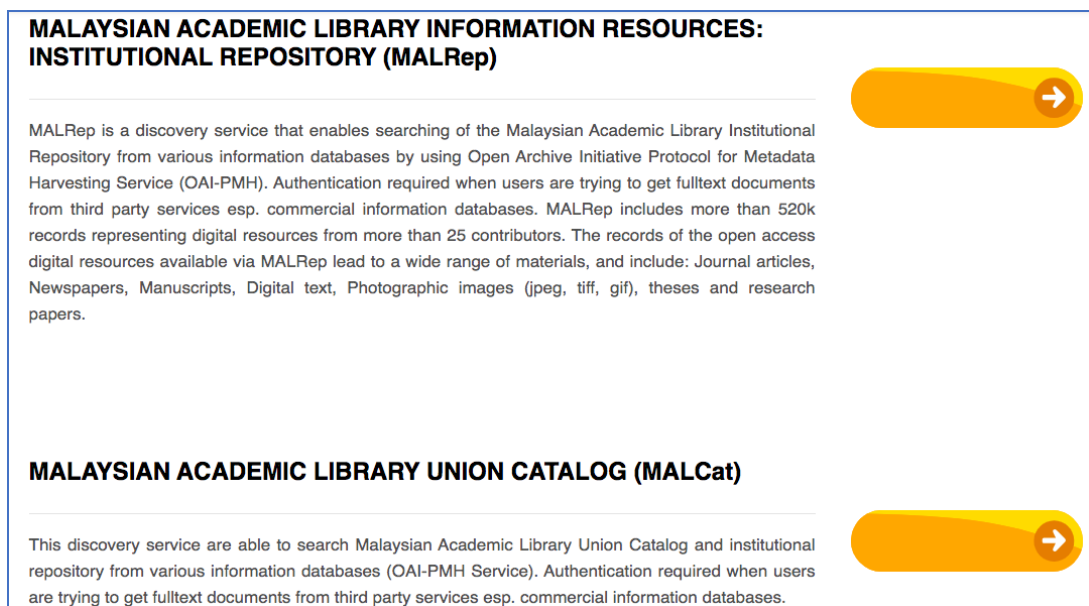 MALAYSIAN ACADEMIC LIBRARY INFORMATION RESOURCES:
INSTITUTIONAL REPOSITORY (MALRep)
MALRep is a discovery service that enables searching of the Malaysian Academic Library Institutional
Repository from various information databases by using Open Archive Initiative Protocol for Metadata
Harvesting Service (OAI-PMH). Authentication required when users are trying to get fulltext documents
from third party services esp. commercial information databases. MALRep includes more than 520k
records representing digital resources from more than 25 contributors. The records of the open access
digital resources available via MALRep lead to a wide range of materials, and include: Journal articles,
Newspapers, Manuscripts, Digital text, Photographic images (jpeg, tiff, gif), theses and research
papers.
MALAYSIAN ACADEMIC LIBRARY UNION CATALOG (MALCat)
This discovery service are able to search Malaysian Academic Library Union Catalog and institutional
repository from various information databases (OAI-PMH Service). Authentication required when users
are trying to get fulltext documents from third party services esp. commercial information databases.